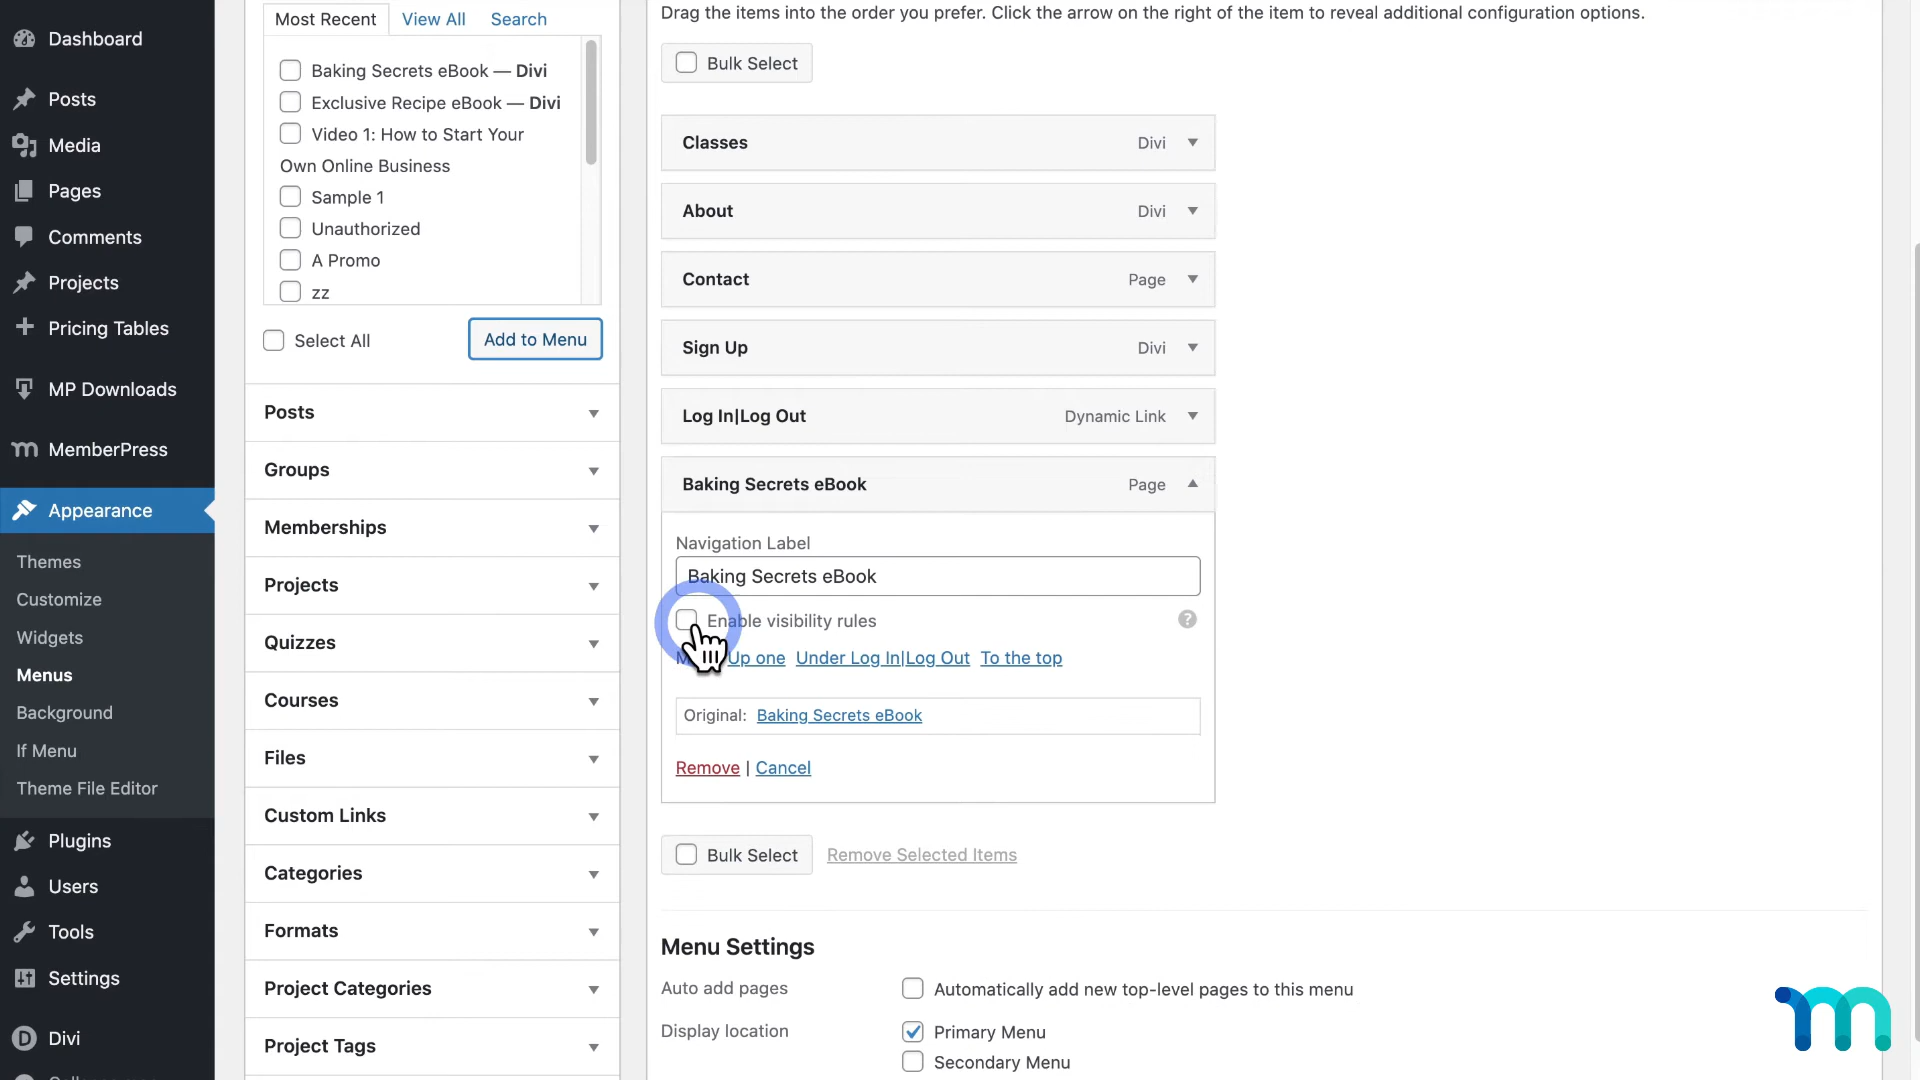 Dashboard
Posts
Media
Pages
Comments
Projects
Pricing Tables
MP Downloads
MemberPress
Appearance
Themes
Customize
Widgets
Menus
Background
If Menu
Theme File Editor
Plugins
Users
Tools
Settings
Divi
Most Recent View All Search
Baking Secrets eBook — Divi
Exclusive Recipe eBook — Divi
Video 1: How to Start Your
Own Online Business
Sample 1
Unauthorized
A Promo
zz
Select All
Add to Menu
Posts
Groups
Memberships
Projects
Quizzes
Courses
Files
Custom Links
Categories
Formats
Project Categories
Project Tags
Drag the items into the order you prefer. Click the arrow on the right of the item to reveal additional configuration options.
Bulk Select
Classes Divi
About Divi
Contact Page
Sign Up Divi
Log In|Log Out Dynamic Link
Baking Secrets eBook Page
Navigation Label
Baking Secrets eBook
Enable visibility rules ?
Up one Under Log In|Log Out To the top
Original: Baking Secrets eBook
Remove | Cancel
Bulk Select Remove Selected Items
Menu Settings
Auto add pages Automatically add new top-level pages to this menu
Display location Primary Menu
Secondary Menu